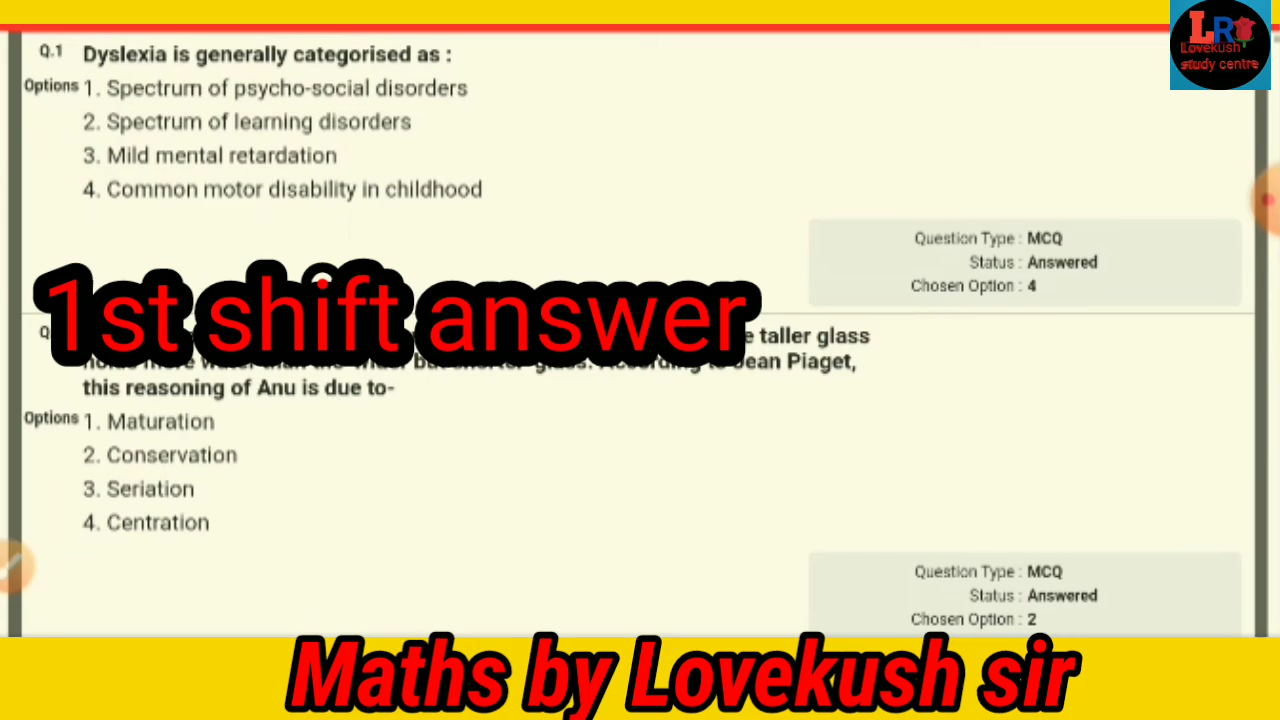 LR
Lovekush
study centre
Q.1 Dyslexia is generally categorised as :
Options 1. Spectrum of psycho-social disorders
2. Spectrum of learning disorders
3. Mild mental retardation
4. Common motor disability in childhood
Question Type : MCQ
Status : Answered
Chosen Option : 4
1st shift answer
taller glass
Jean Piaget,
this reasoning of Anu is due to-
Options 1. Maturation
2. Conservation
3. Seriation
4. Centration
Question Type : MCQ
Status : Answered
Chosen Option : 2
Maths by Lovekush sir